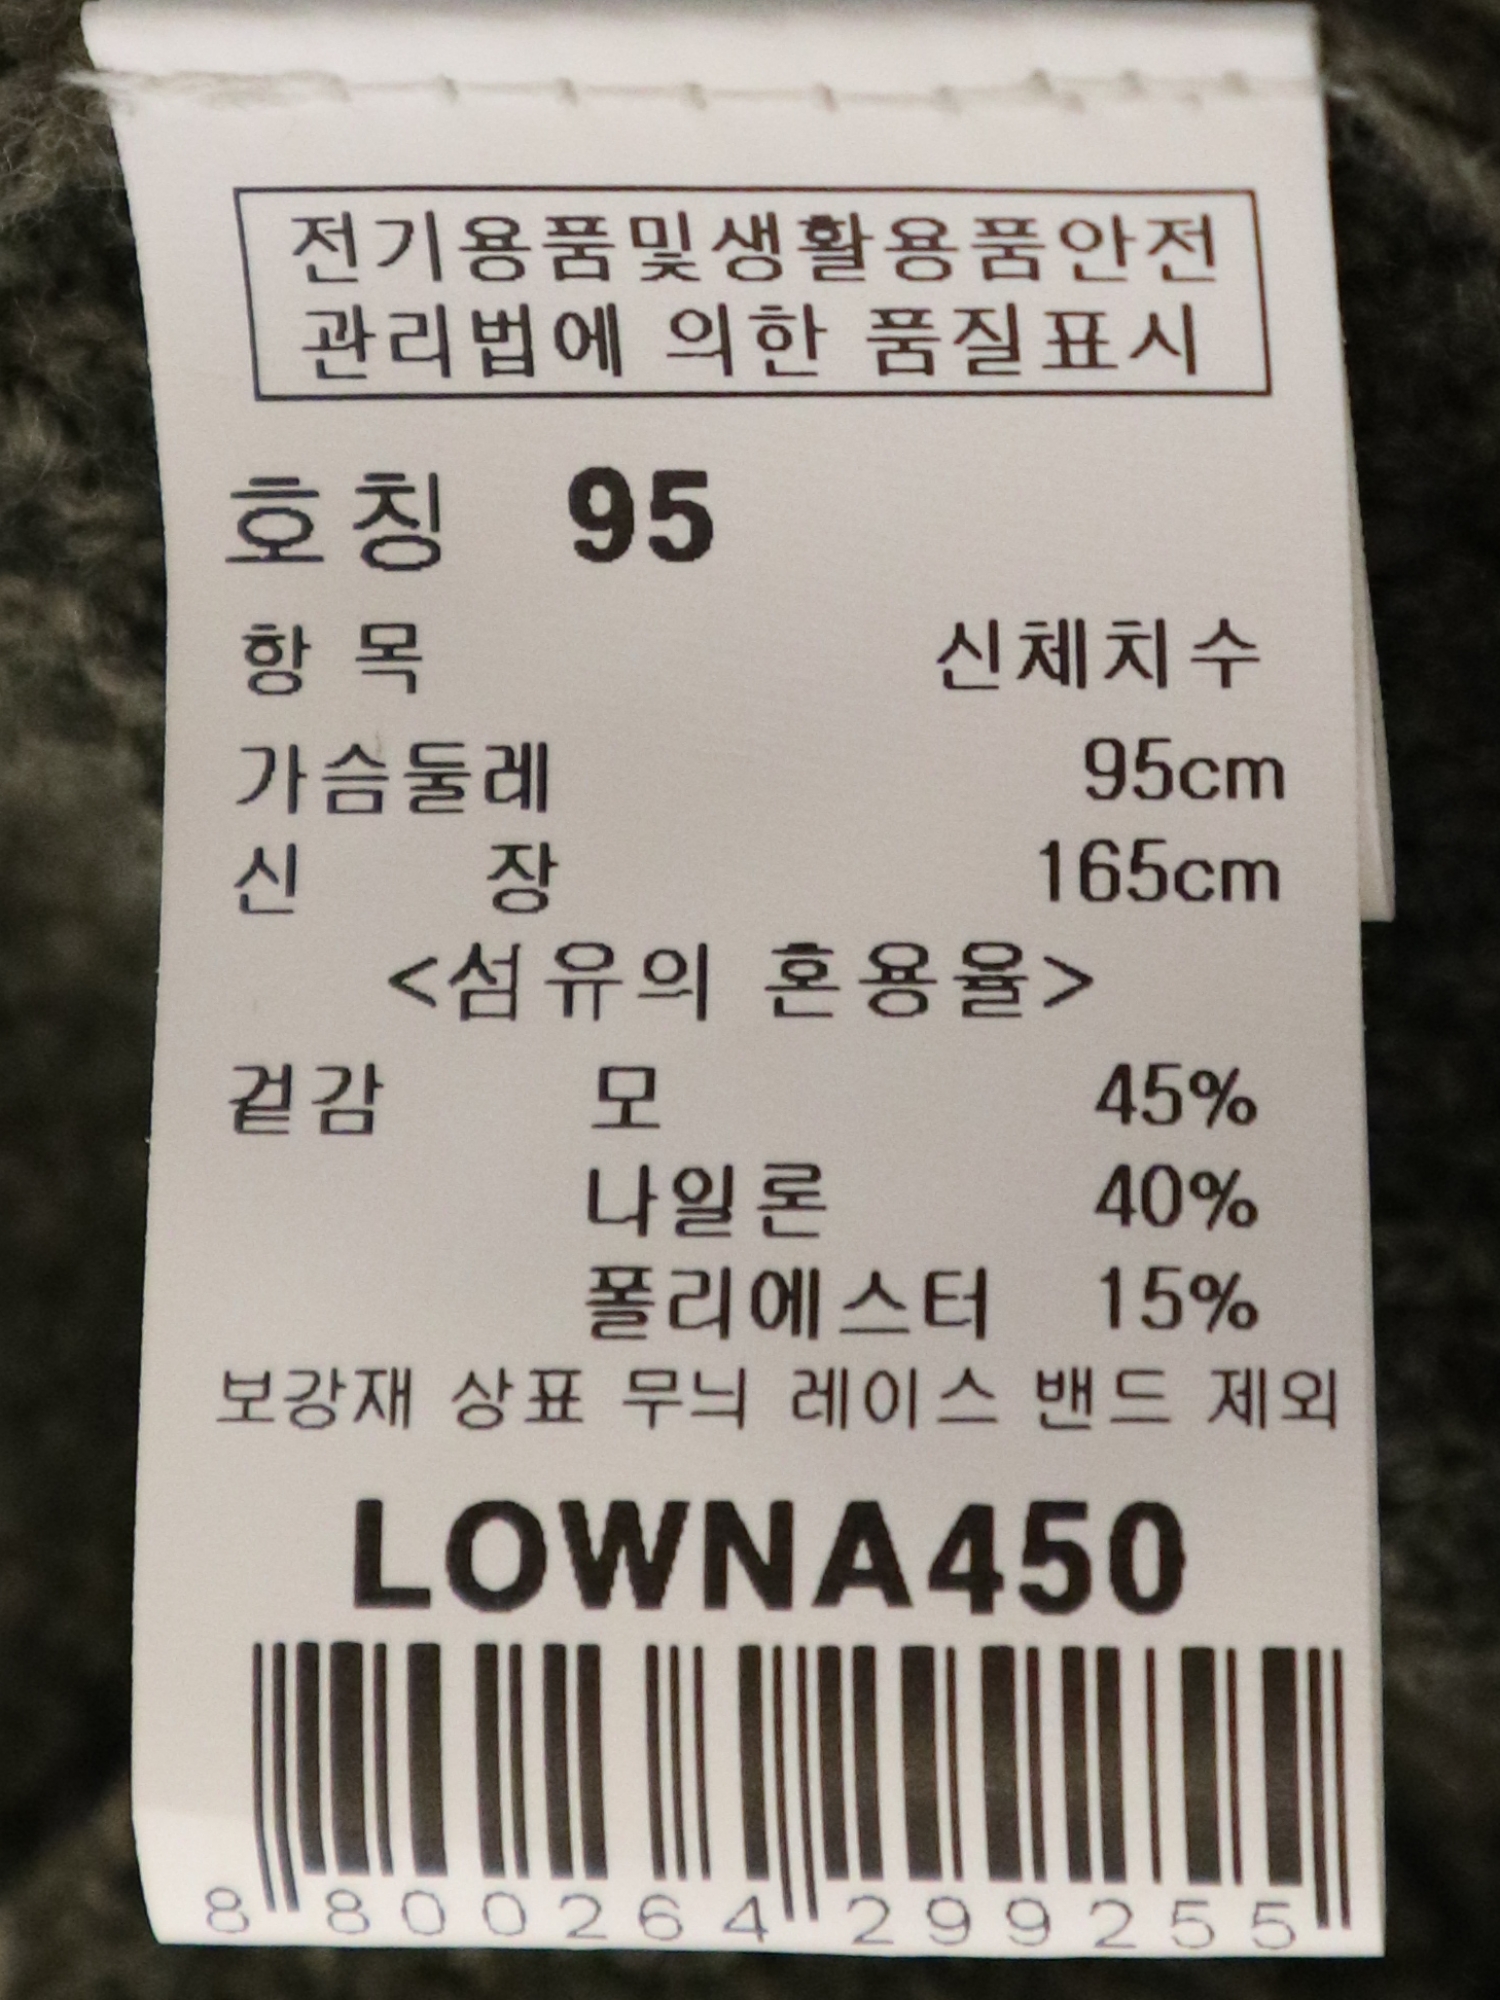 전기용품및생활용품안전
관리법에 의한 품질표시
호칭 95
항목 신체치수
가슴둘레 95cm
신장 165cm
<섬유의 혼용율>
겉감 모 45%
나일론 40%
폴리에스터 15%
보강재 상표 무늬 레이스 밴드 제외
LOWNA450
8 800264 299255